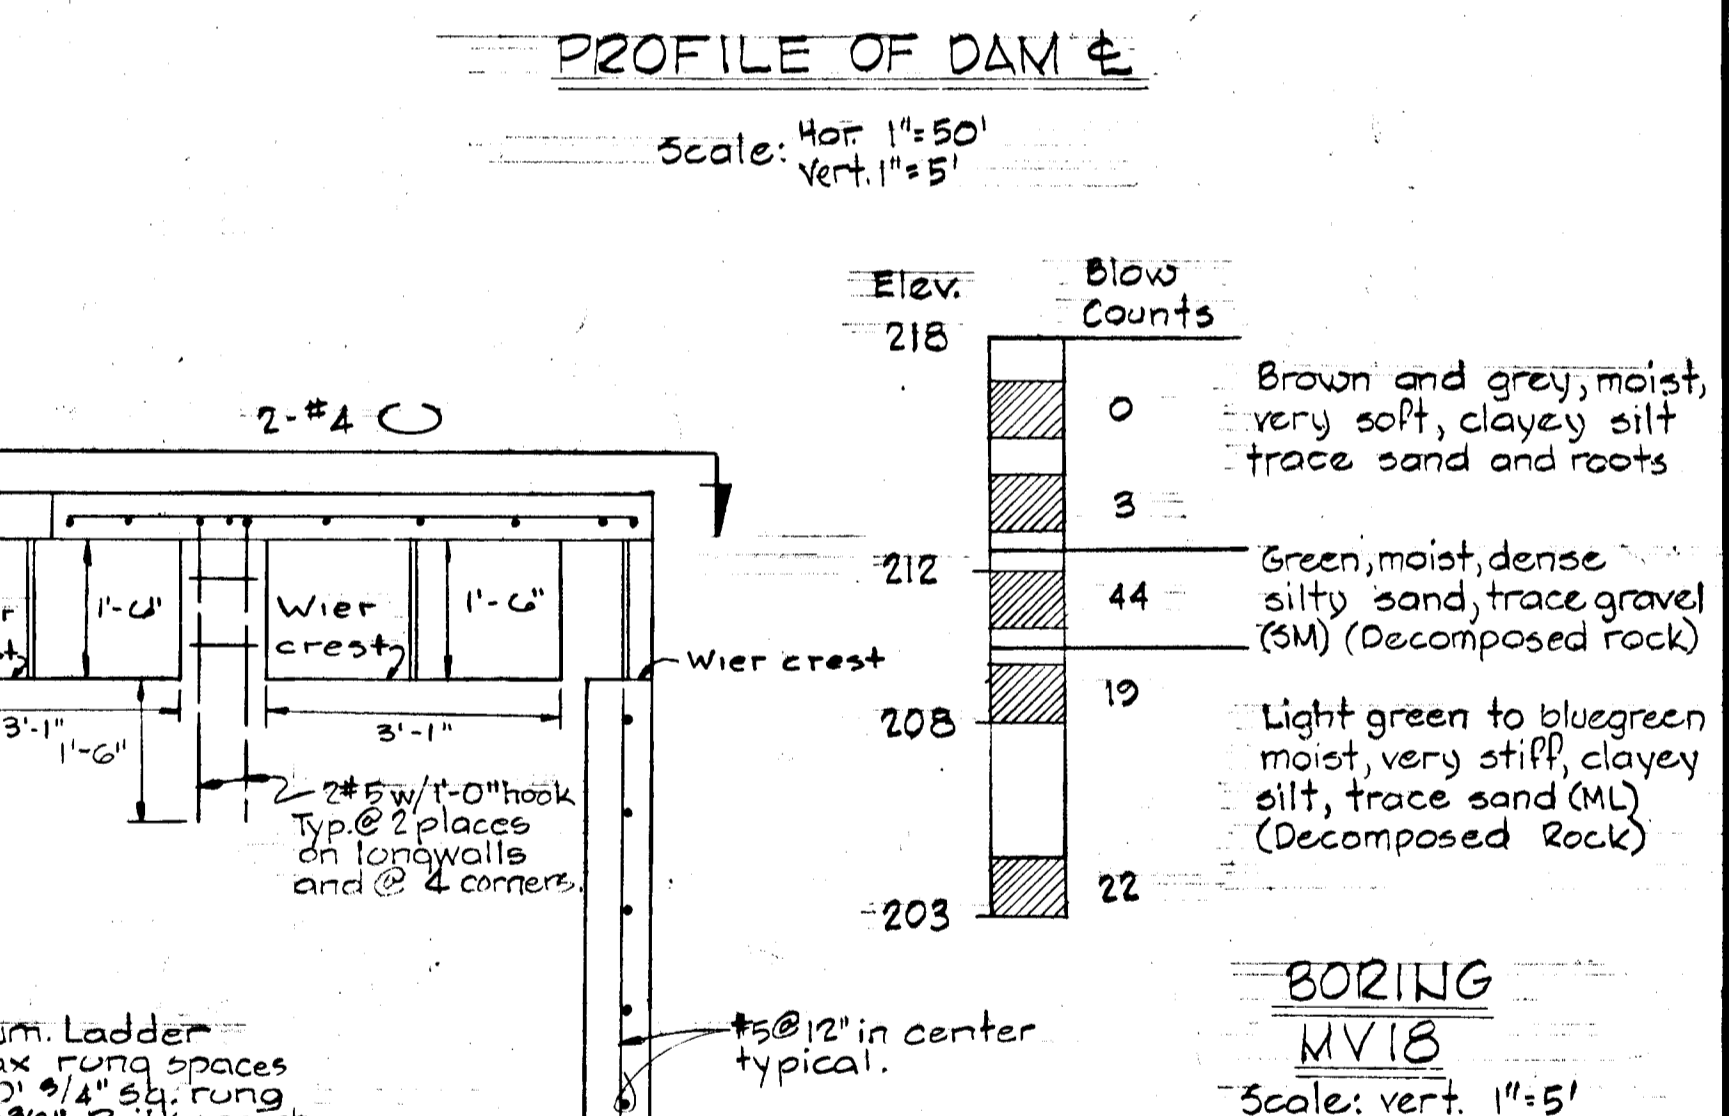 PROFILE OF DAM ℄
Scale: Hor. 1"=50'
Vert. 1"=5'
Elev.
Blow
Counts
218
212
208
203
0
3
44
19
22
Brown and grey, moist,
very soft, clayey silt
trace sand and roots
Green, moist, dense
silty sand, trace gravel
(SM) (Decomposed rock)
Light green to bluegreen
moist, very stiff, clayey
silt, trace sand (ML)
(Decomposed Rock)
BORING
MV18
Scale: vert. 1"=5'
2-#4
1'-6"
Wier
crest
1'-6"
Wier crest
3'-1"
1'-6"
3'-1"
2#5 w/1'-0" hook
Typ. @ 2 places
on longwalls
and @ 4 corners.
#5@12" in center
typical.
Ladder
rung spaces
3/4" sq. rung